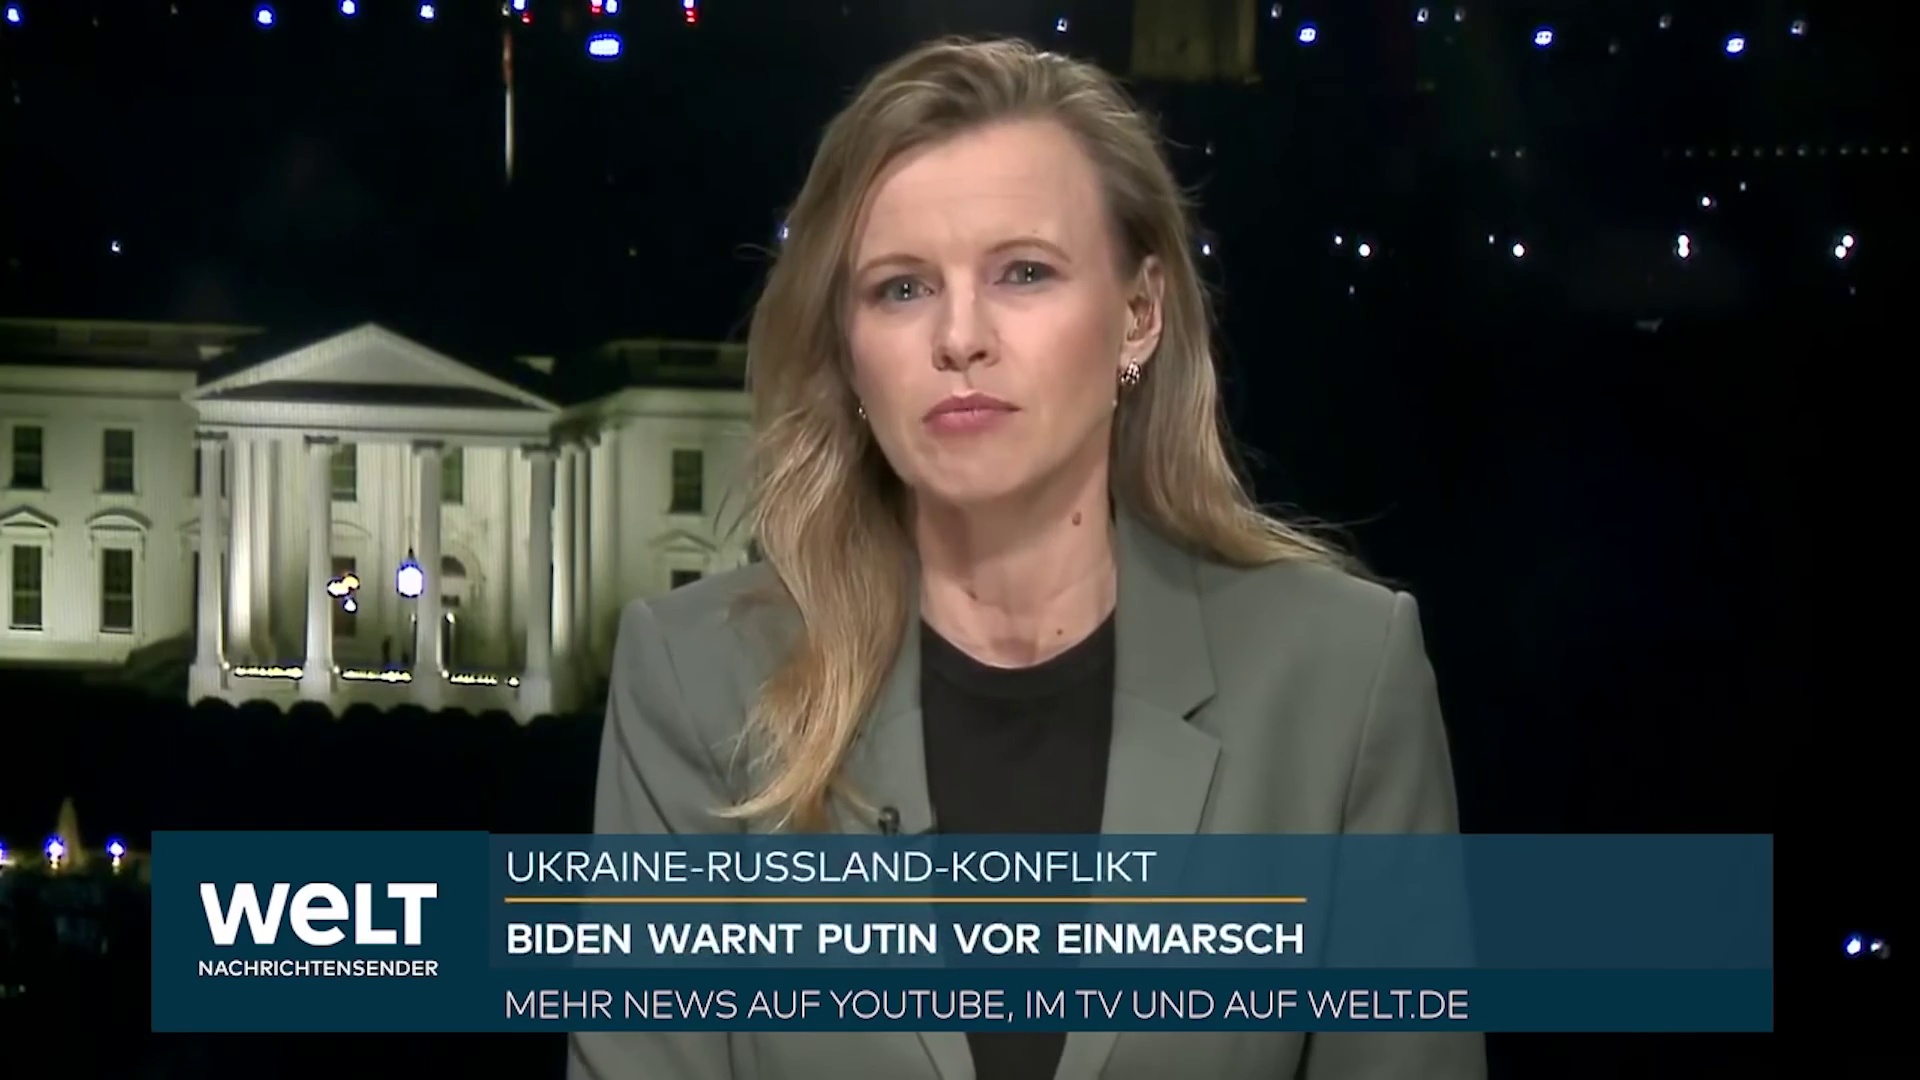 UKRAINE-RUSSLAND-KONFLIKT
BIDEN WARNT PUTIN VOR EINMARSCH
MEHR NEWS AUF YOUTUBE, IM TV UND AUF WELT.DE
WELT
NACHRICHTENSENDER